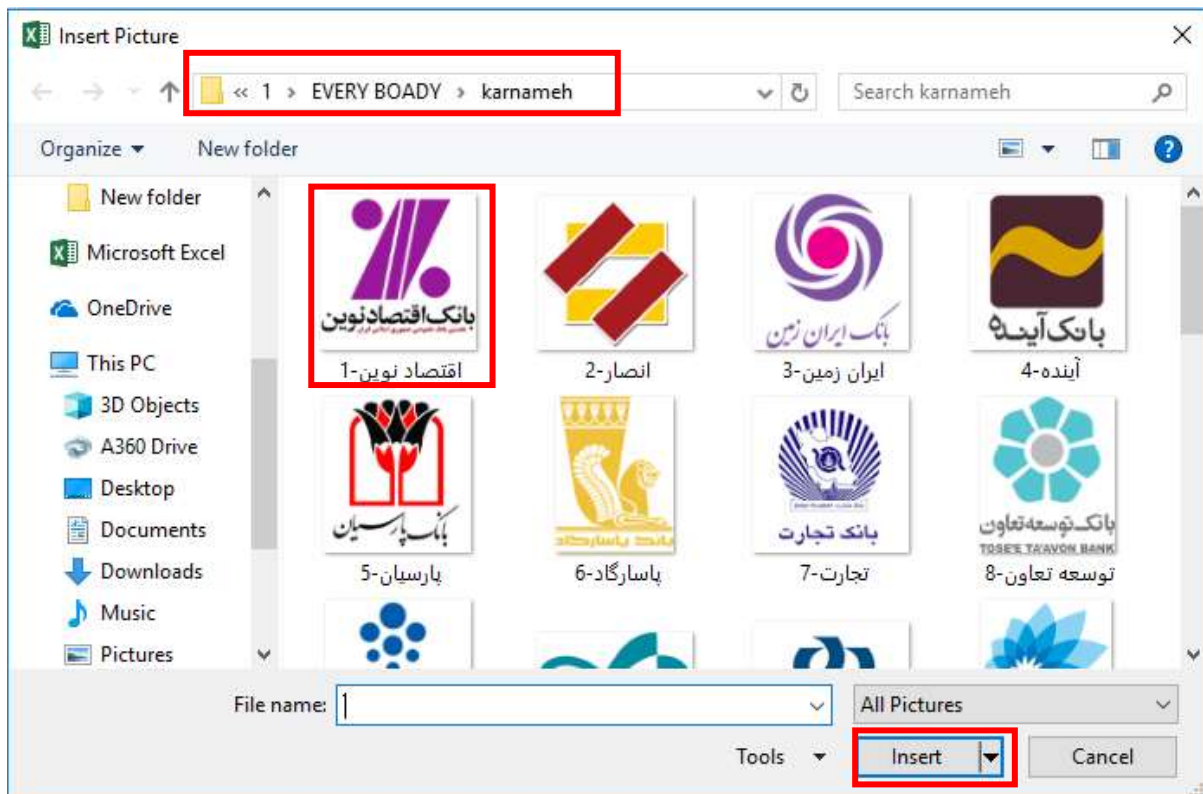 Insert Picture
« 1 › EVERY BOADY › karnameh
Search karnameh
Organize
New folder
New folder
Microsoft Excel
OneDrive
This PC
3D Objects
A360 Drive
Desktop
Documents
Downloads
Music
Pictures
بانک اقتصاد نوین
اقتصاد نوین-1
انصار-2
بانک ایران زمین
ایران زمین-3
بانک آینده
آینده-4
بانک پارسیان
پارسیان-5
بانک پاسارگاد
پاسارگاد-6
بانک تجارت
تجارت-7
بانک توسعه تعاون
TOSE'E TA'AVON BANK
توسعه تعاون-8
File name:
All Pictures
Tools
Insert
Cancel